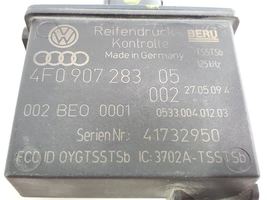 Reifendruck BERU
Kontrolle
Made in Germany TSSTSb
125kHz
4F0 907 283 05
002 27.05.09 4
002 BE0 0001 0533.004.012.03
Serien Nr.: 41732950
FCC ID OYGTSSTSb IC: 3702A-TSSTSb